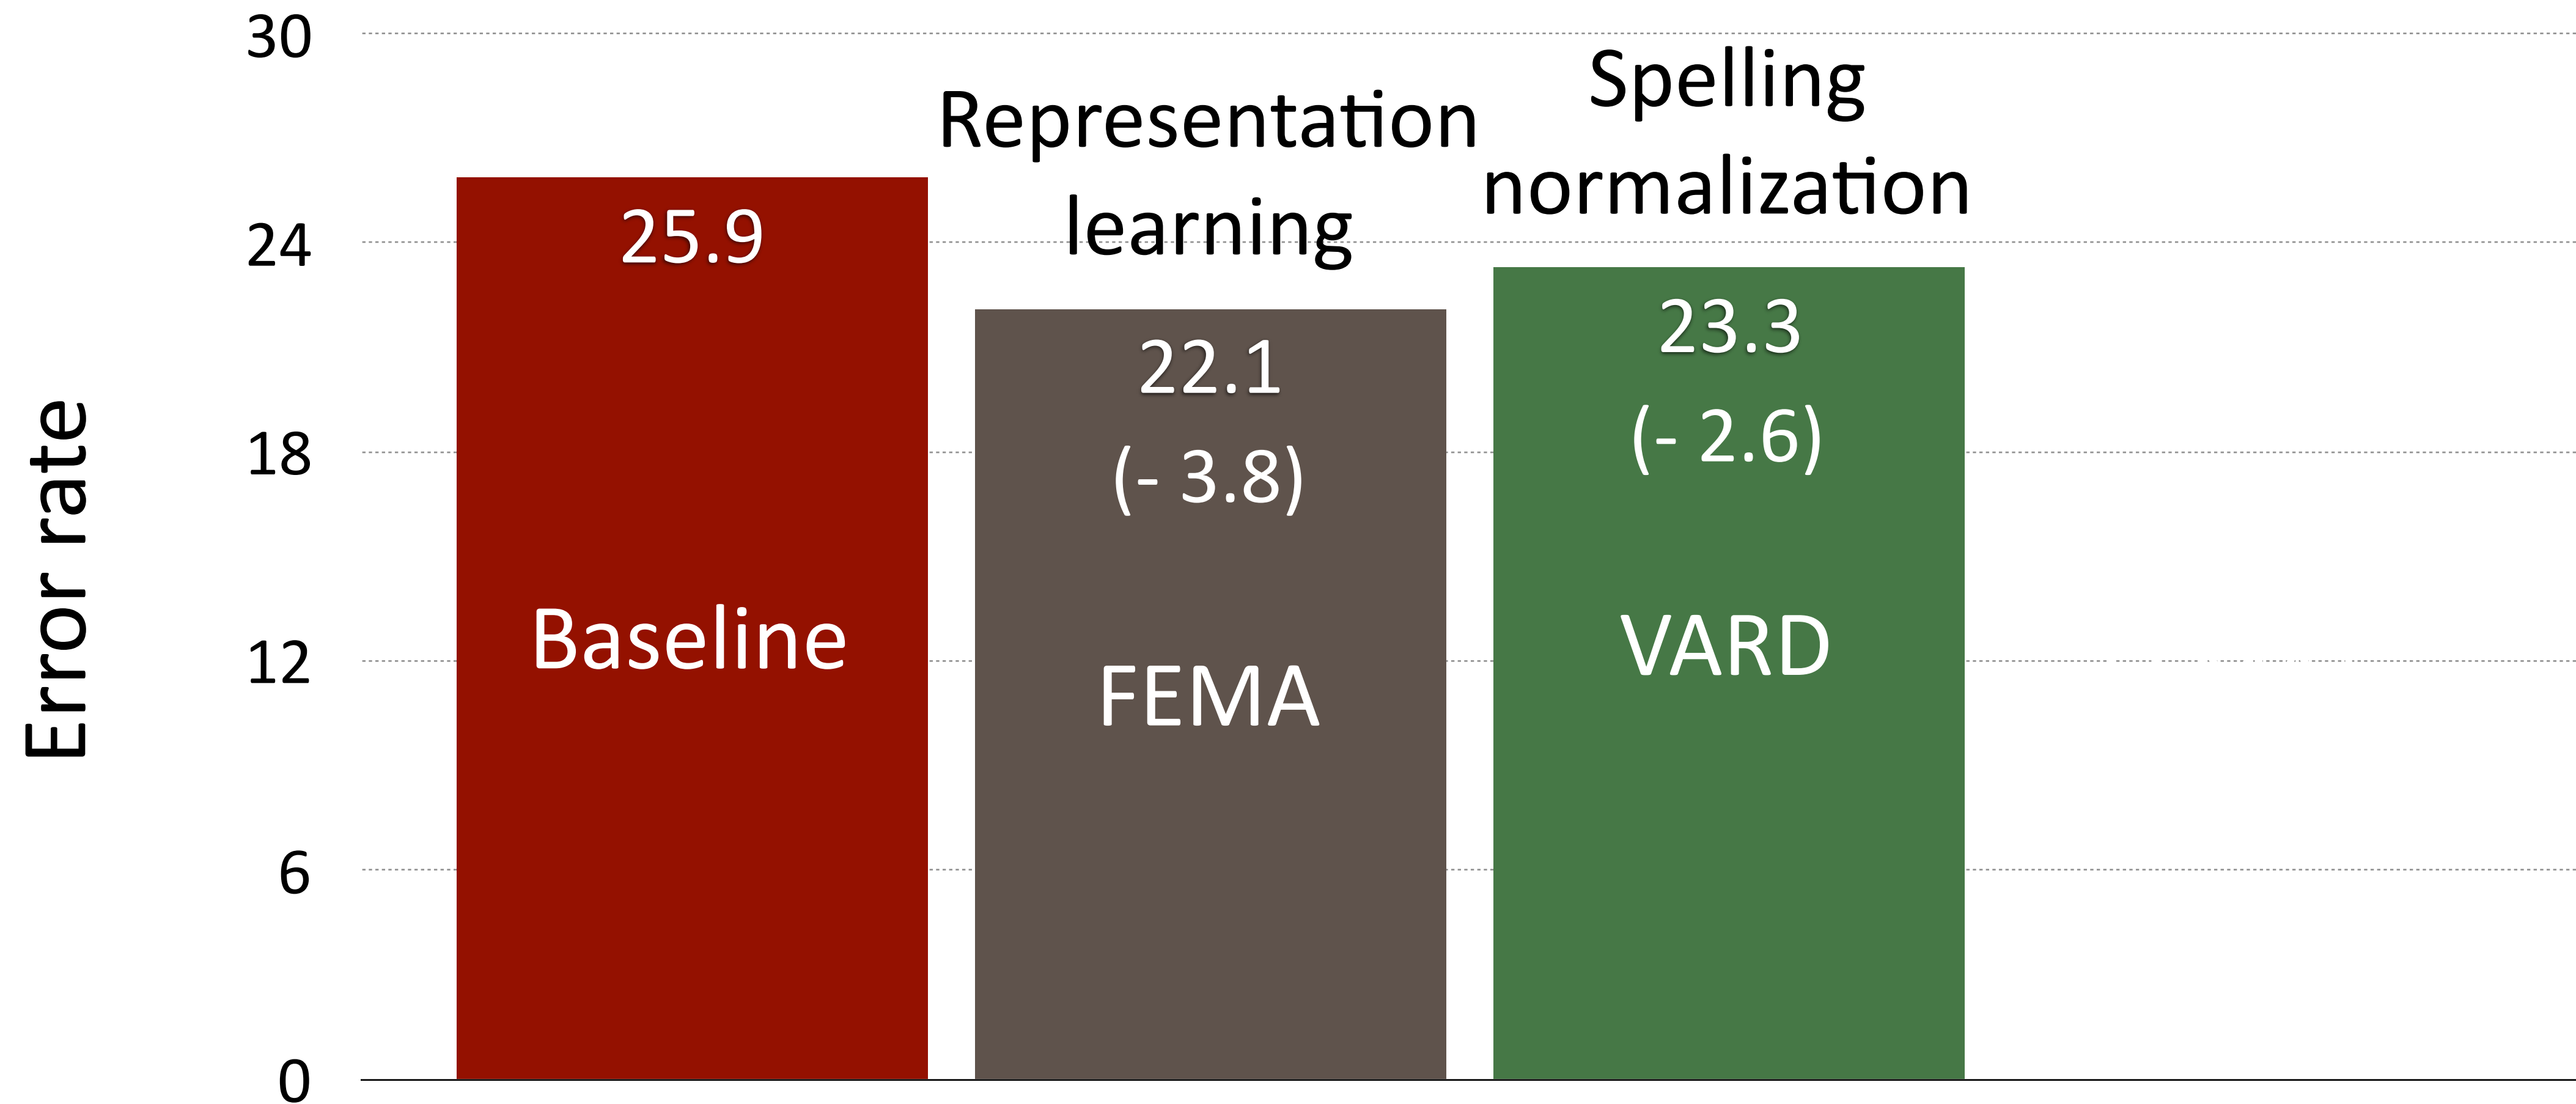 Error rate
30
24
18
12
6
0
25.9
Baseline
Representation
learning
22.1
(- 3.8)
FEMA
Spelling
normalization
23.3
(- 2.6)
VARD